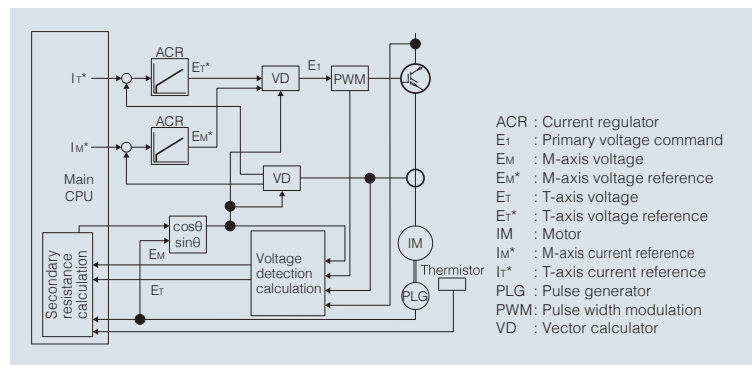 ACR
ET*
E1
IT*
VD
PWM
ACR
EM*
IM*
VD
Main
CPU
cosθ
sinθ
IM
EM
Voltage
detection
calculation
Thermistor
ET
PLG
Secondary
resistance
calculation
ACR : Current regulator
E1 : Primary voltage command
EM : M-axis voltage
EM* : M-axis voltage reference
ET : T-axis voltage
ET* : T-axis voltage reference
IM : Motor
IM* : M-axis current reference
IT* : T-axis current reference
PLG : Pulse generator
PWM : Pulse width modulation
VD : Vector calculator